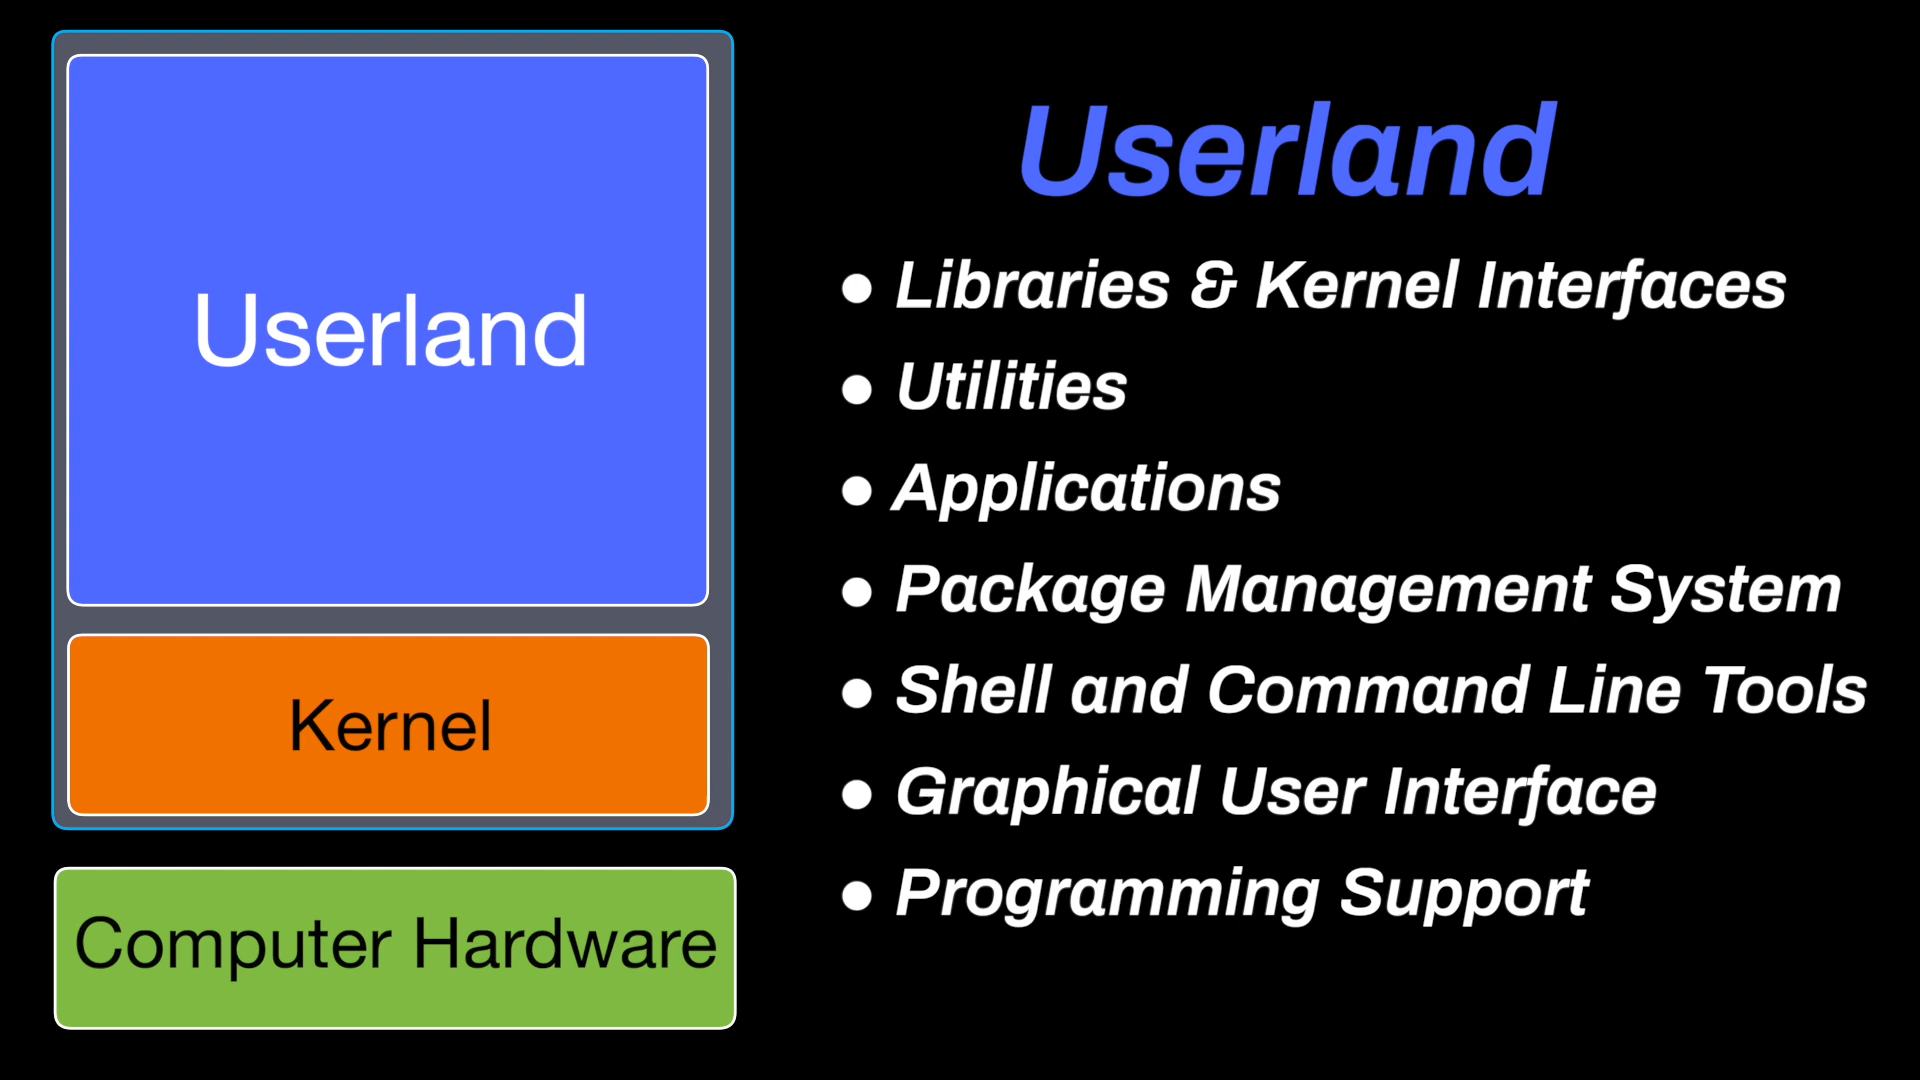 Userland
Kernel
Computer Hardware
Userland
● Libraries & Kernel Interfaces
● Utilities
● Applications
● Package Management System
● Shell and Command Line Tools
● Graphical User Interface
● Programming Support